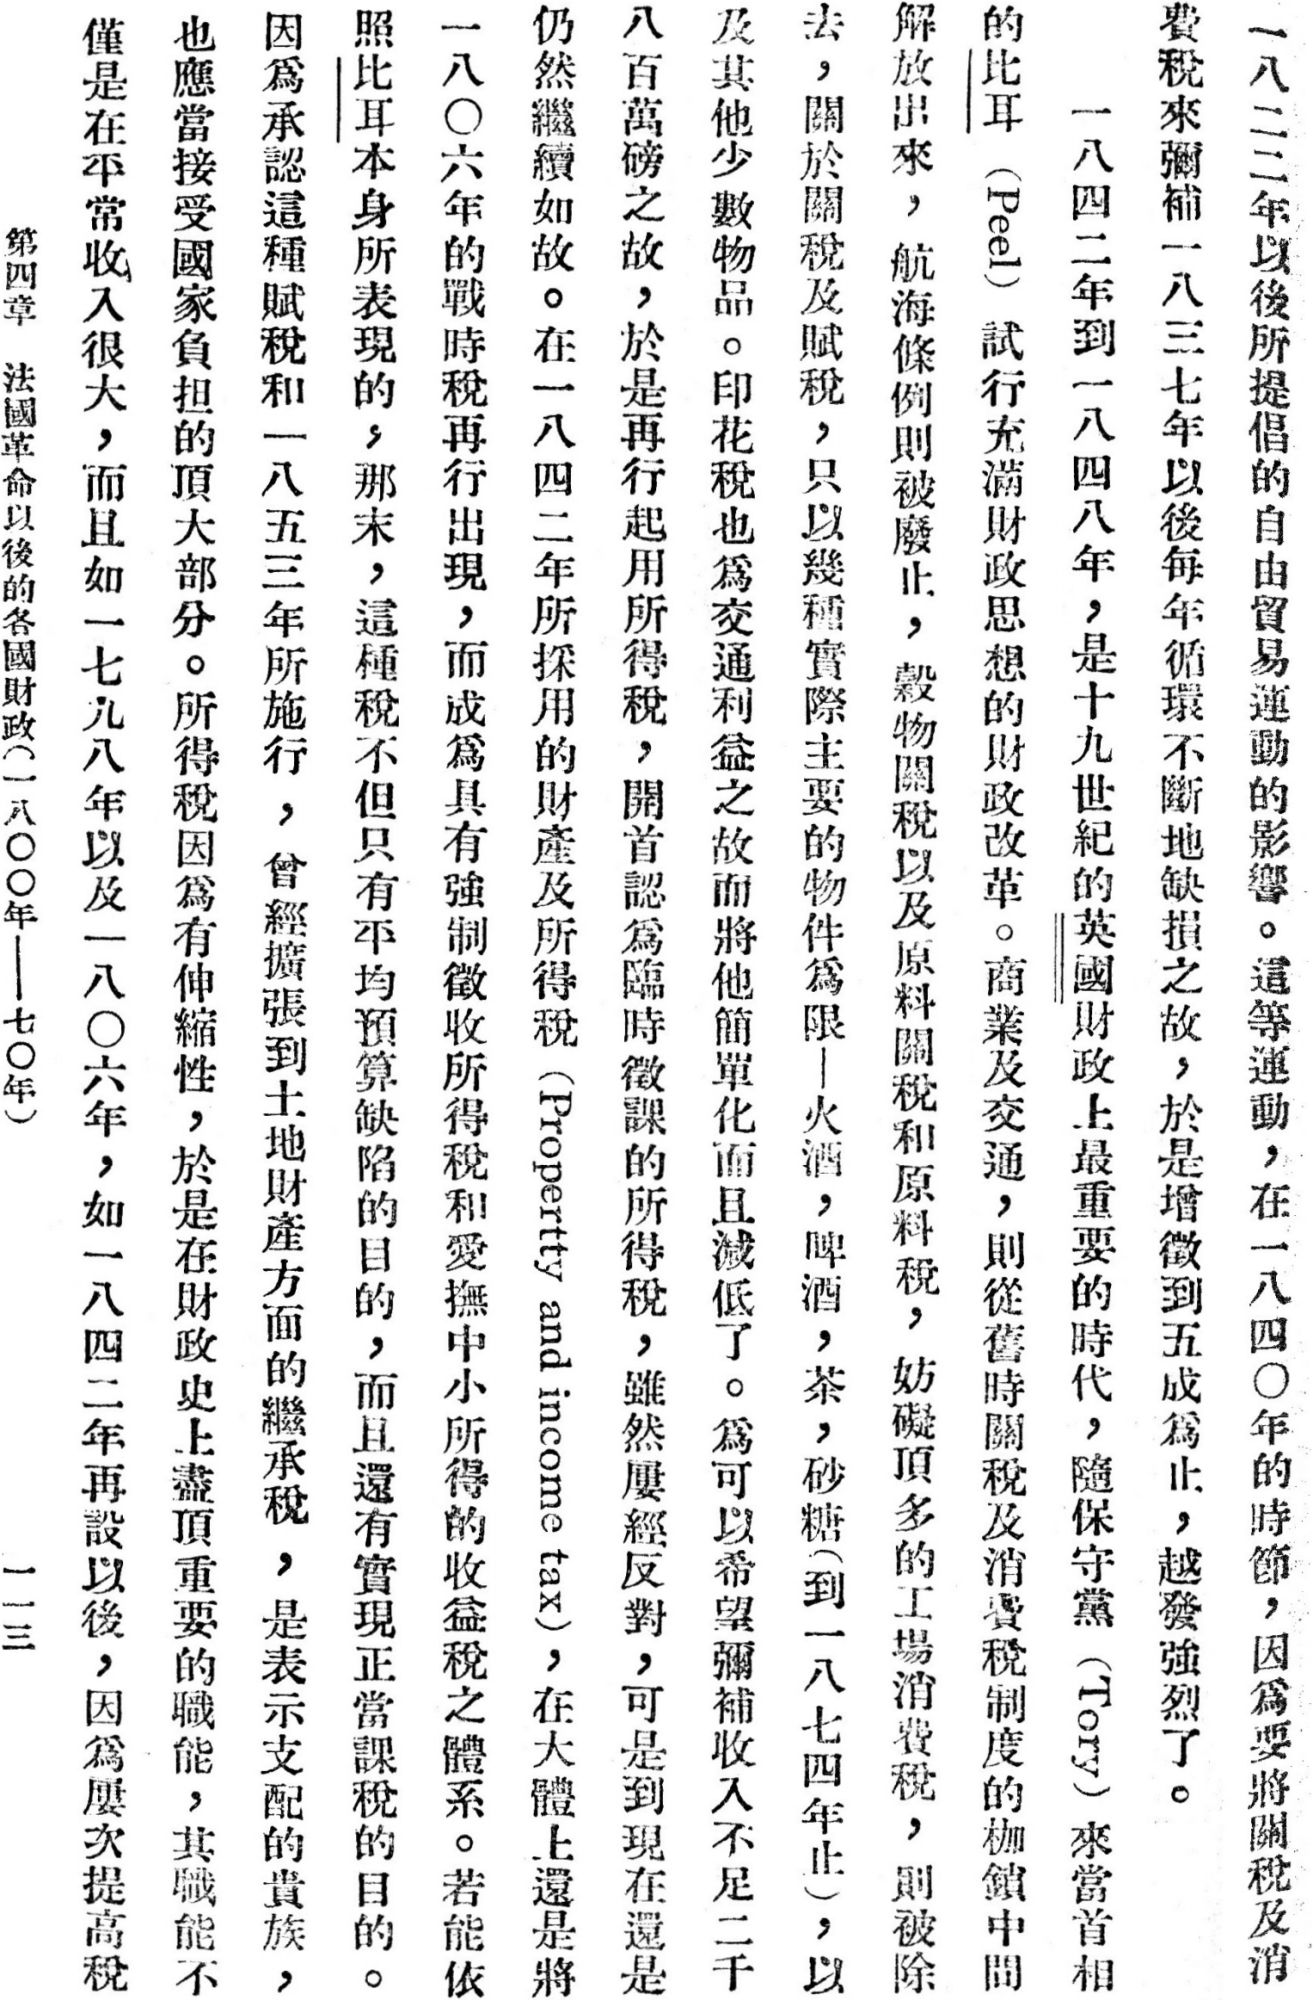 一八二二年以後所提倡的自由貿易運動的影響。這等運動，在一八四〇年的時節，因爲要將關稅及消
費稅來彌補一八三七年以後每年循環不斷地缺損之故，於是增徵到五成爲止，越發強烈了。
一八四二年到一八四八年，是十九世紀的英國財政上最重要的時代，隨保守黨（Tory）來當首相
的比耳（Peel）試行充滿財政思想的財政改革。商業及交通，則從舊時關稅及消費稅制度的枷鎖中間
解放出來，航海條例則被廢止，穀物關稅以及原料關稅和原料稅，妨礙頂多的工場消費稅，則被除
去，關於關稅及賦稅，只以幾種實際主要的物件爲限—火酒，啤酒，茶，砂糖（到一八七四年止），以
及其他少數物品。印花稅也爲交通利益之故而將他簡單化而且減低了。爲可以希望彌補收入不足二千
八百萬磅之故，於是再行起用所得稅，開首認爲臨時徵課的所得稅，雖然屢經反對，可是到現在還是
仍然繼續如故。在一八四二年所採用的財產及所得稅（Propertty and income tax），在大體上還是將
一八〇六年的戰時稅再行出現，而成爲具有強制徵收所得稅和愛撫中小所得的收益稅之體系。若能依
照比耳本身所表現的，那末，這種稅不但只有平均預算缺陷的目的，而且還有實現正當課稅的目的。
因爲承認這種賦稅和一八五三年所施行，曾經擴張到土地財產方面的繼承稅，是表示支配的貴族，
也應當接受國家負担的頂大部分。所得稅因爲有伸縮性，於是在財政史上盡頂重要的職能，其職能不
僅是在平常收入很大，而且如一七九八年以及一八〇六年，如一八四二年再設以後，因爲屢次提高稅
第四章　法國革命以後的各國財政（一八〇〇年——七〇年）　一一三